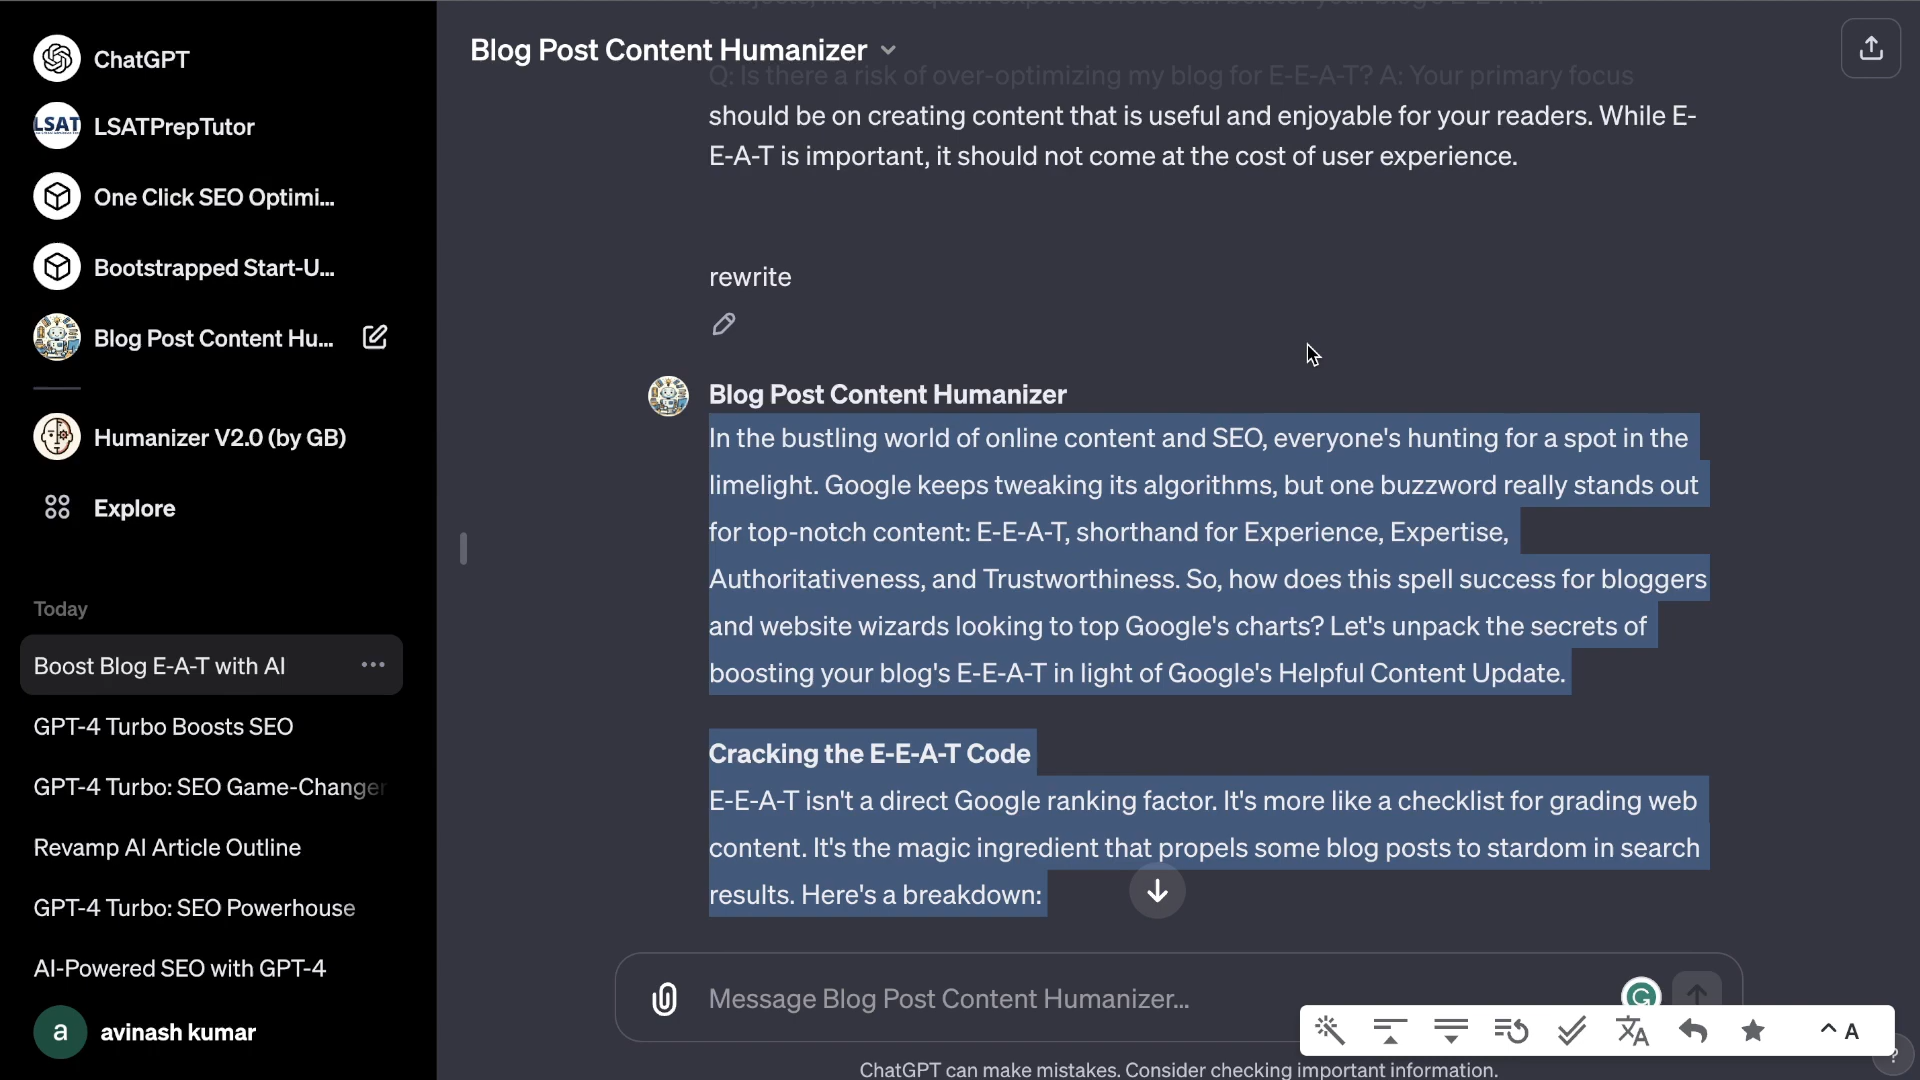 ChatGPT
LSAT
LSATPrepTutor
One Click SEO Optimi...
Bootstrapped Start-U...
Blog Post Content Hu...
Humanizer V2.0 (by GB)
Explore
Today
Boost Blog E-A-T with AI
GPT-4 Turbo Boosts SEO
GPT-4 Turbo: SEO Game-Changer
Revamp AI Article Outline
GPT-4 Turbo: SEO Powerhouse
AI-Powered SEO with GPT-4
a
avinash kumar
Blog Post Content Humanizer
Q: Is there a risk of over-optimizing my blog for E-E-A-T? A: Your primary focus
should be on creating content that is useful and enjoyable for your readers. While E-
E-A-T is important, it should not come at the cost of user experience.
rewrite
Blog Post Content Humanizer
In the bustling world of online content and SEO, everyone's hunting for a spot in the
limelight. Google keeps tweaking its algorithms, but one buzzword really stands out
for top-notch content: E-E-A-T, shorthand for Experience, Expertise,
Authoritativeness, and Trustworthiness. So, how does this spell success for bloggers
and website wizards looking to top Google's charts? Let's unpack the secrets of
boosting your blog's E-E-A-T in light of Google's Helpful Content Update.
Cracking the E-E-A-T Code
E-E-A-T isn't a direct Google ranking factor. It's more like a checklist for grading web
content. It's the magic ingredient that propels some blog posts to stardom in search
results. Here's a breakdown:
Message Blog Post Content Humanizer...
A
ChatGPT can make mistakes. Consider checking important information.
?